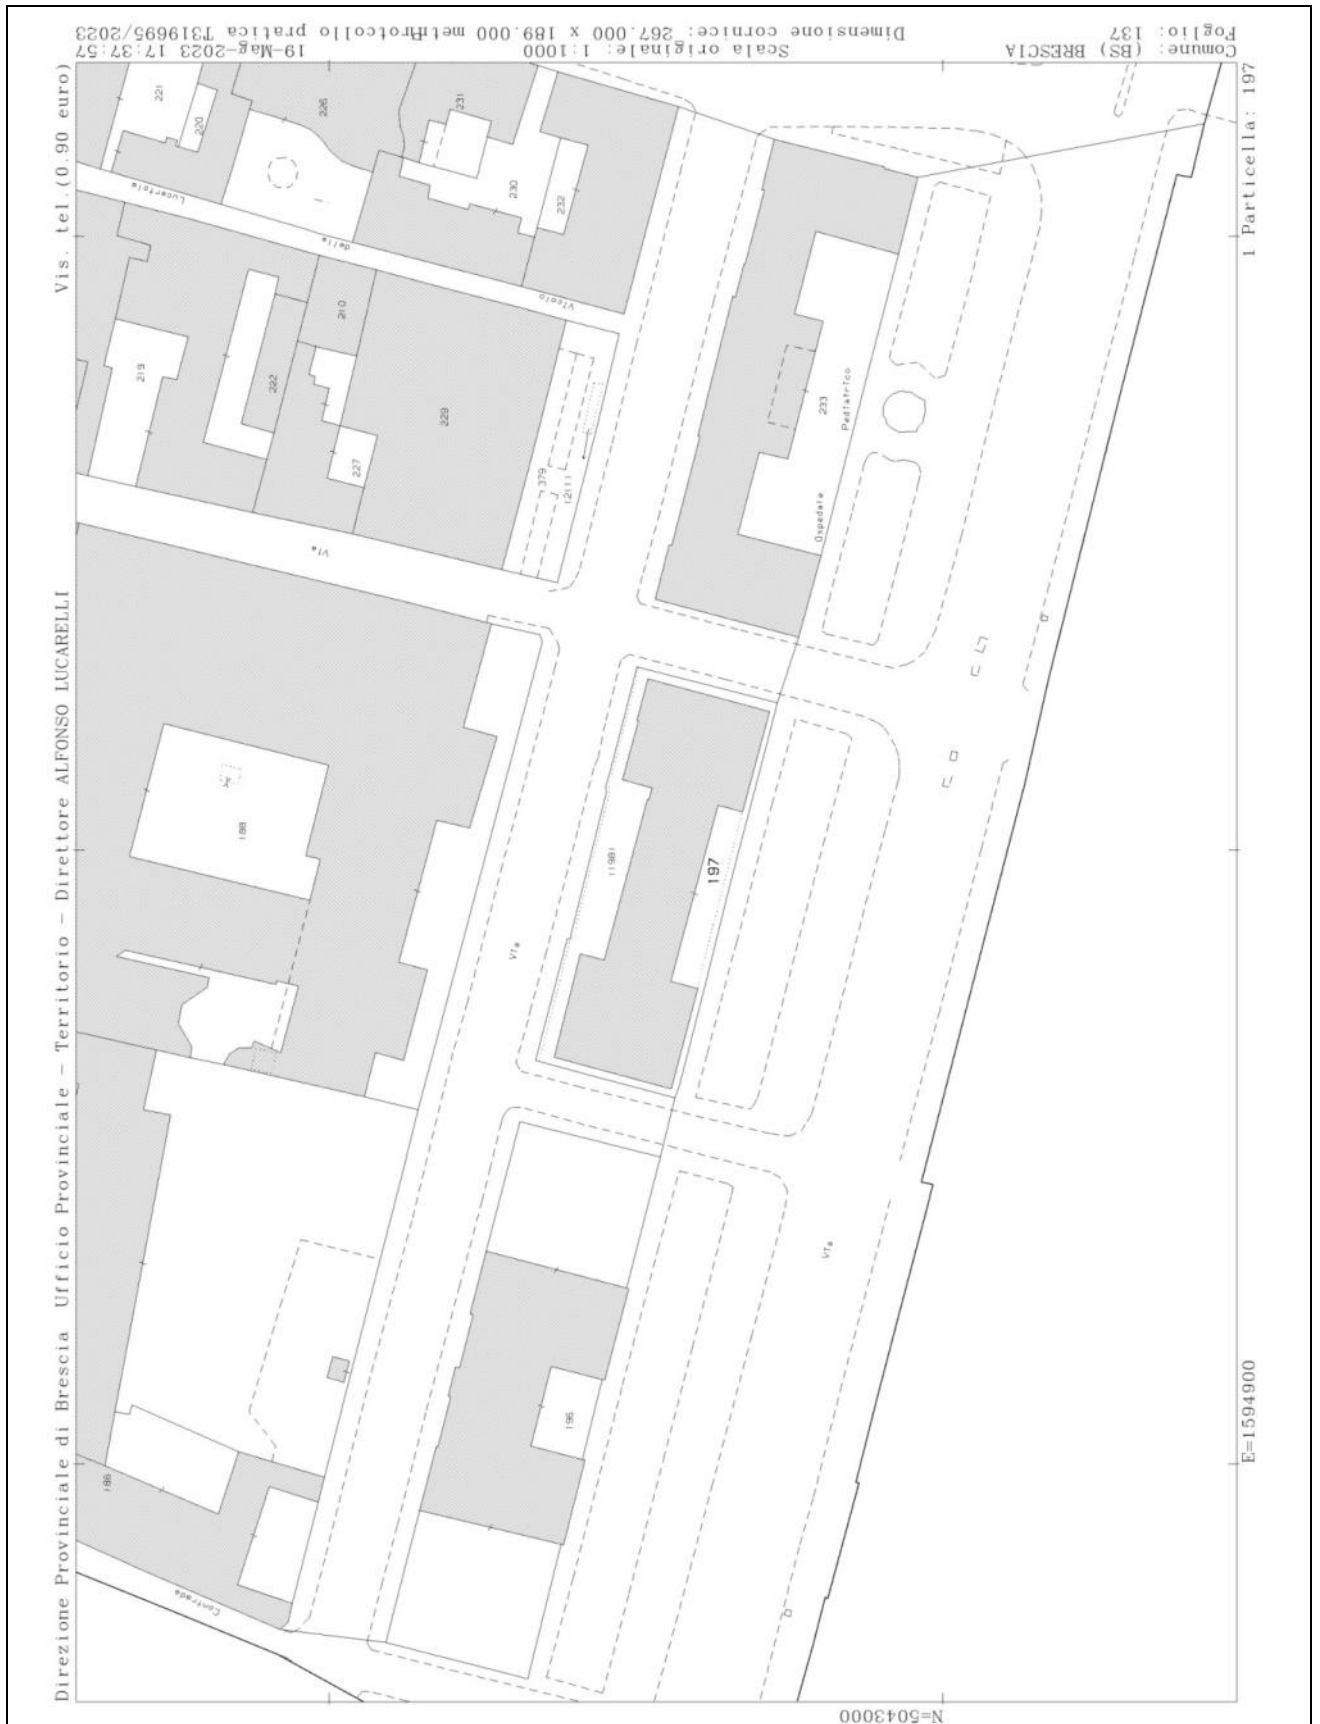 Comune: (BS) BRESCIA
Foglio: 137
Scala originale: 1:1000
Dimensione cornice: 267.000 x 189.000 metri
19-Mag-2023 17:37:57
Protocollo pratica T319695/2023
Direzione Provinciale di Brescia Ufficio Provinciale - Territorio - Direttore ALFONSO LUCARELLI
Vis. tel.(0.90 euro)
1 Particella: 197
E=1594900
N=5043000
221
220
226
231
230
232
Lucertole
delle
Vicolo
219
222
210
227
229
379
12111
Via
233
Ospedale
Pediatrico
188
11981
197
Via
Via
196
186
Contrada